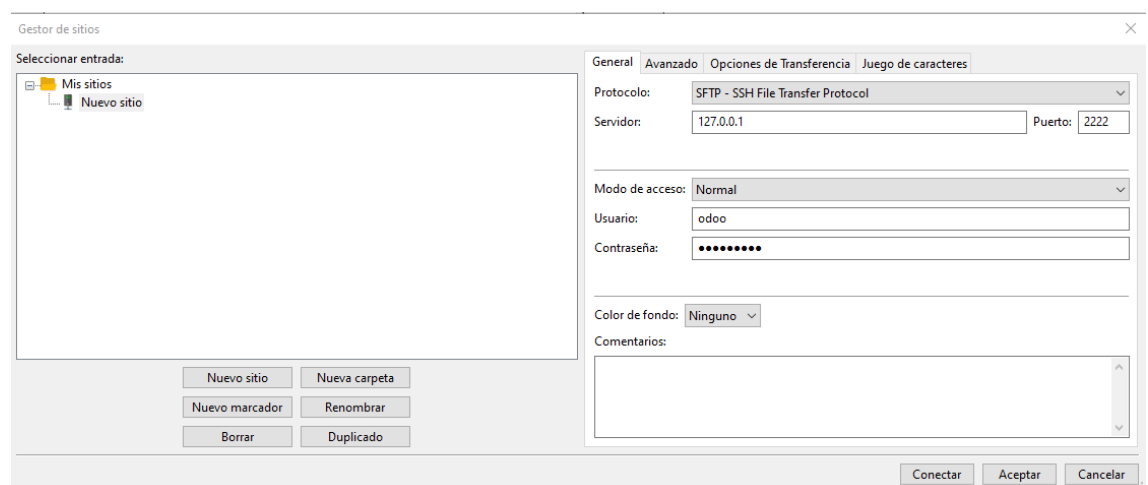 Gestor de sitios
Seleccionar entrada:
Mis sitios
Nuevo sitio
Nuevo sitio Nueva carpeta
Nuevo marcador Renombrar
Borrar Duplicado
General Avanzado Opciones de Transferencia Juego de caracteres
Protocolo: SFTP - SSH File Transfer Protocol
Servidor: 127.0.0.1 Puerto: 2222
Modo de acceso: Normal
Usuario: odoo
Contraseña: •••••••••
Color de fondo: Ninguno
Comentarios:
Conectar Aceptar Cancelar